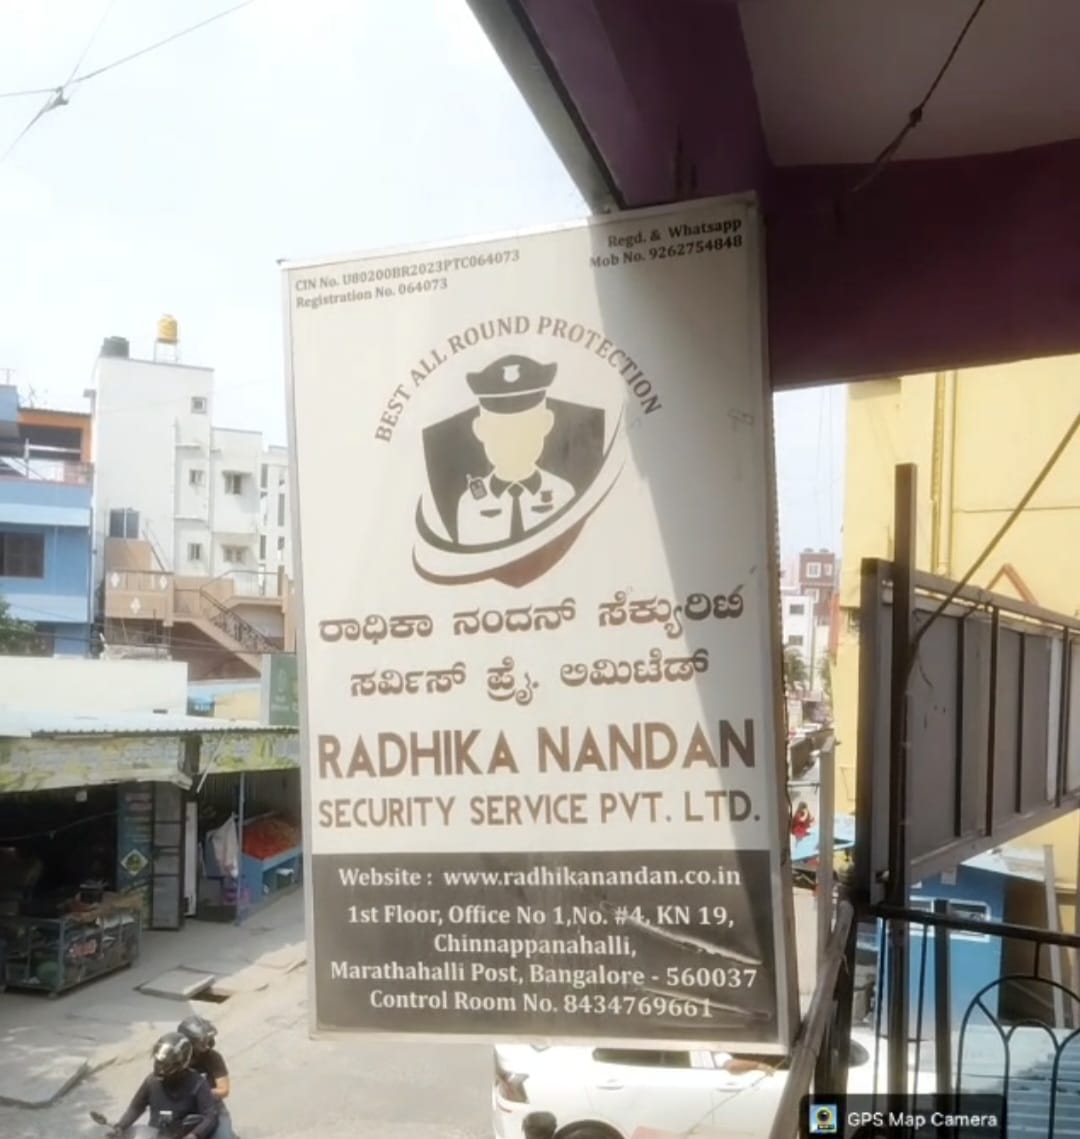 CIN No. U80200BR2023PTC064073
Registration No. 064073
Regd. & Whatsapp
Mob No. 9262754848
BEST ALL ROUND PROTECTION
ರಾಧಿಕಾ ನಂದನ್ ಸೆಕ್ಯುರಿಟಿ
ಸರ್ವಿಸ್ ಪ್ರೈ. ಲಿಮಿಟೆಡ್
RADHIKA NANDAN
SECURITY SERVICE PVT. LTD.
Website : www.radhikanandan.co.in
1st Floor, Office No 1,No. #4, KN 19,
Chinnappanahalli,
Marathahalli Post, Bangalore - 560037
Control Room No. 8434769661
GPS Map Camera